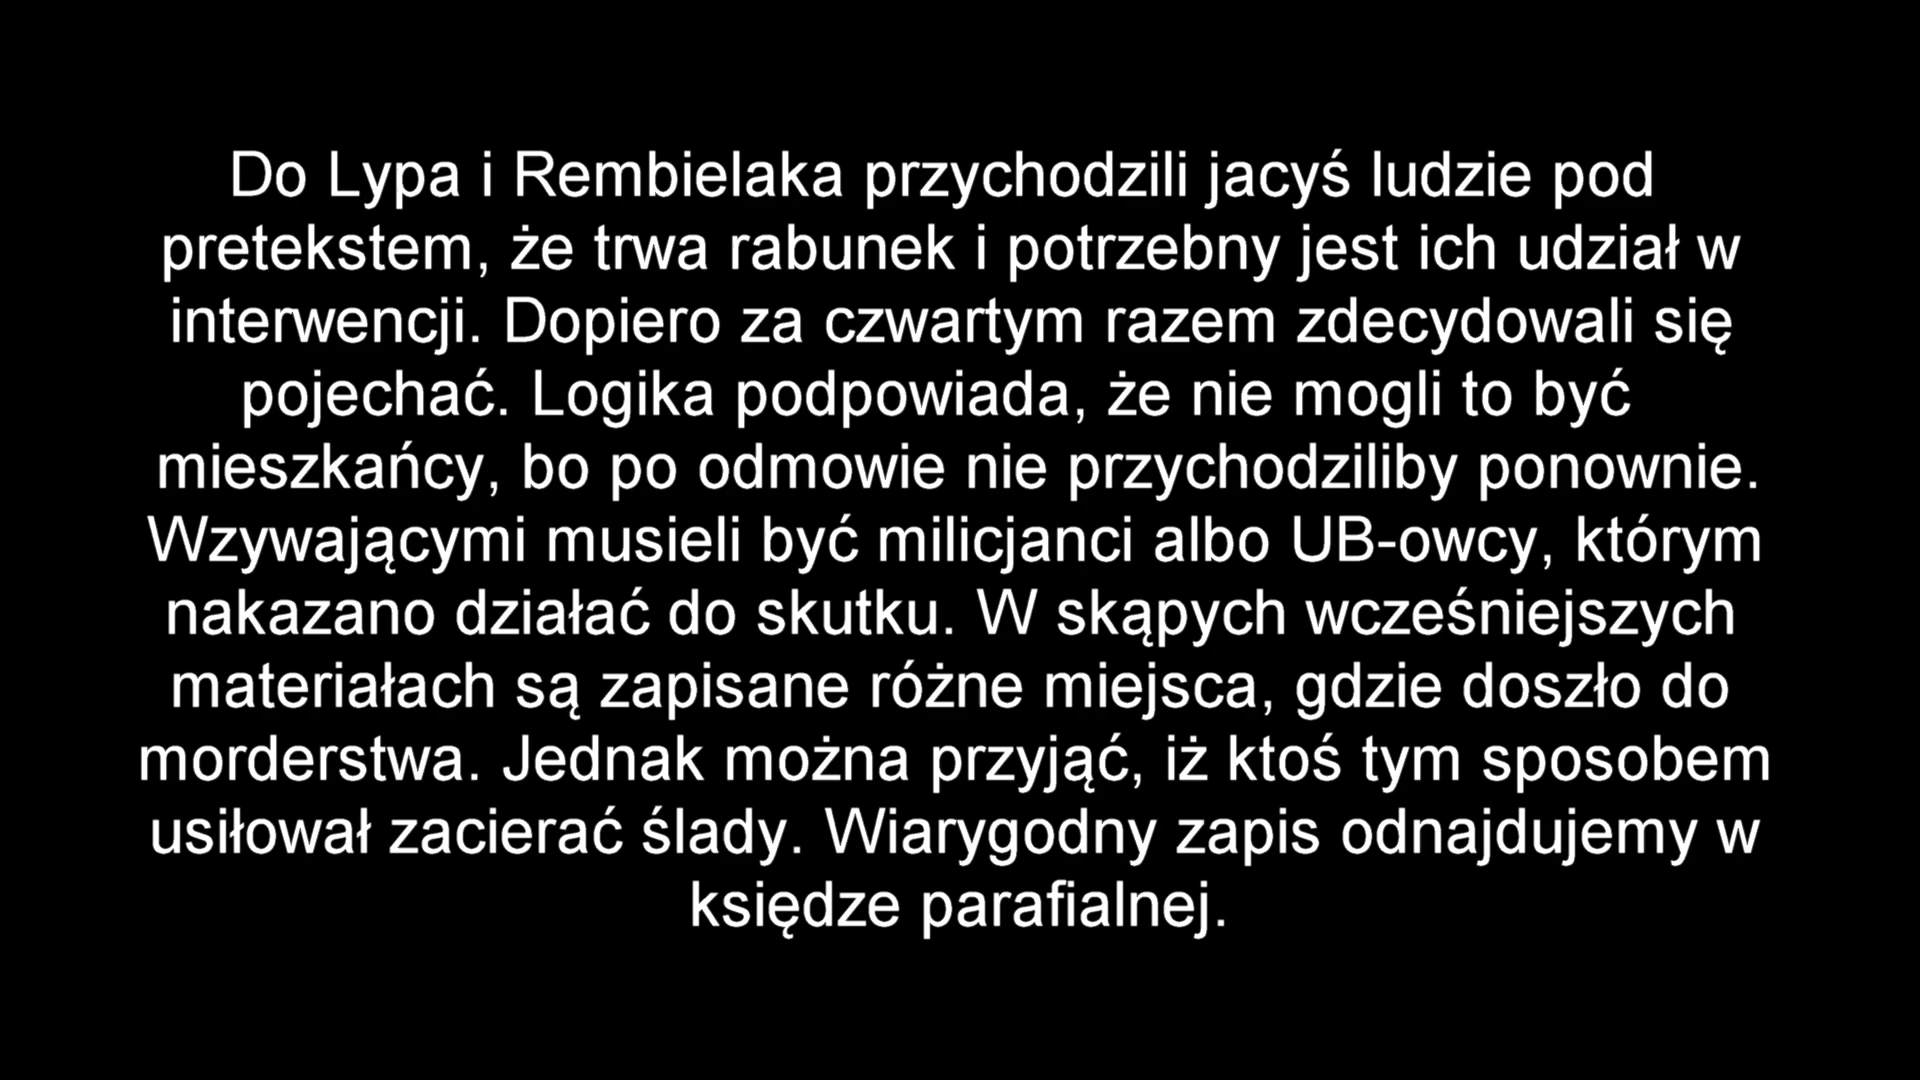 Do Lypa i Rembielaka przychodzili jacyś ludzie pod
pretekstem, że trwa rabunek i potrzebny jest ich udział w
interwencji. Dopiero za czwartym razem zdecydowali się
pojechać. Logika podpowiada, że nie mogli to być
mieszkańcy, bo po odmowie nie przychodziliby ponownie.
Wzywającymi musieli być milicjanci albo UB-owcy, którym
nakazano działać do skutku. W skąpych wcześniejszych
materiałach są zapisane różne miejsca, gdzie doszło do
morderstwa. Jednak można przyjąć, iż ktoś tym sposobem
usiłował zacierać ślady. Wiarygodny zapis odnajdujemy w
księdze parafialnej.